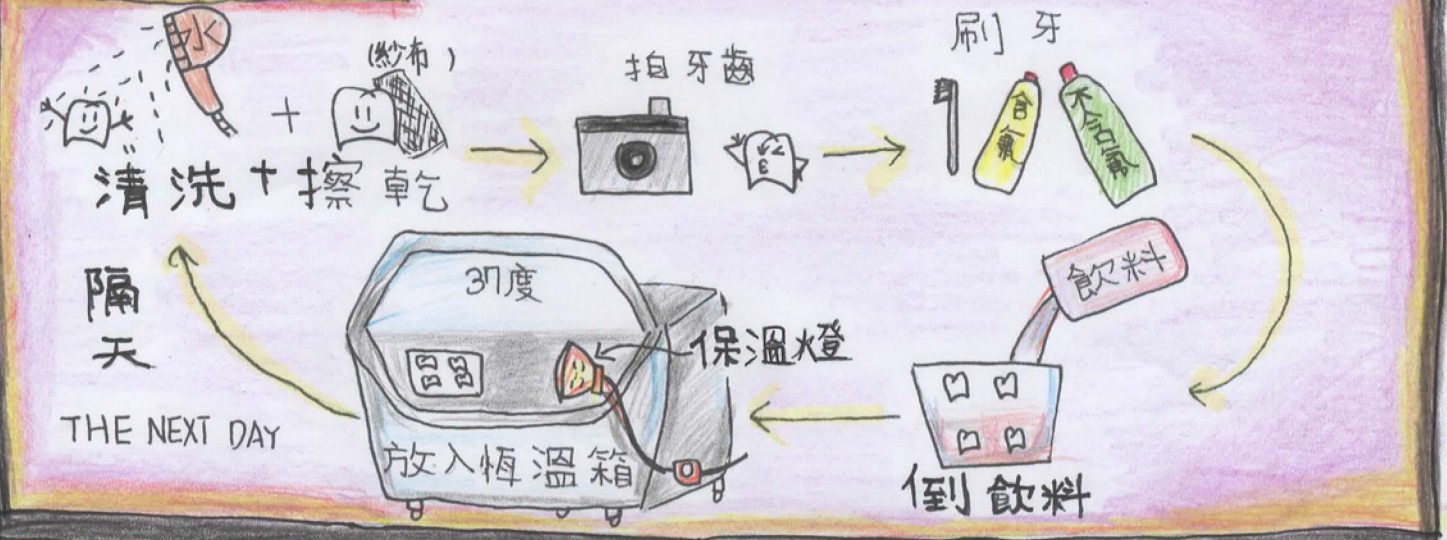 水
(紗布)
清洗+擦乾
拍牙齒
刷牙
含氟
不含氟
飲料
倒飲料
37度
保溫燈
放入恆溫箱
隔天
THE NEXT DAY